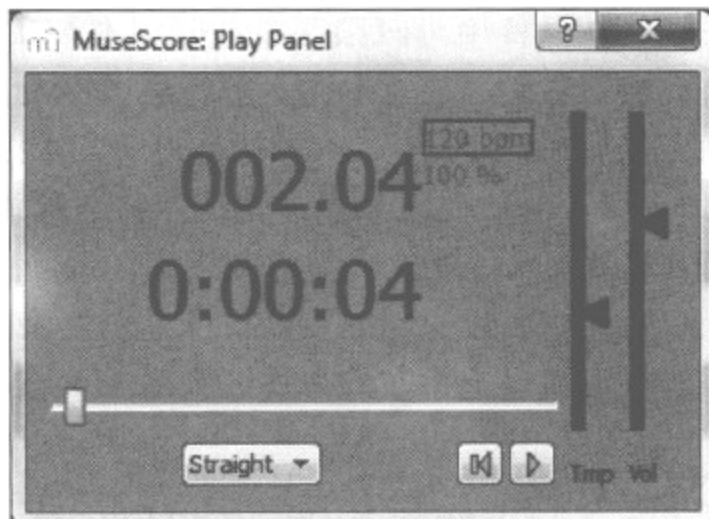 MuseScore: Play Panel
120 bpm
002.04
100 %
0:00:04
Straight
Tmp Vol